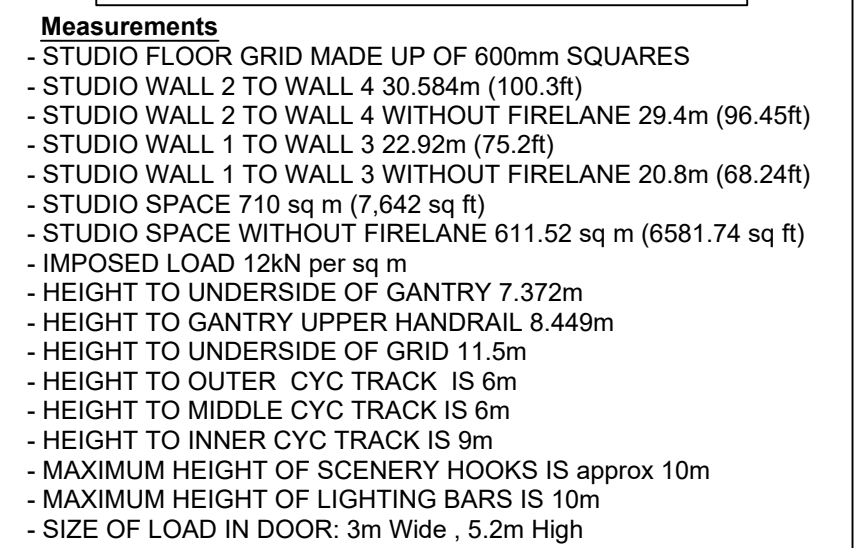 Measurements
- STUDIO FLOOR GRID MADE UP OF 600mm SQUARES
- STUDIO WALL 2 TO WALL 4 30.584m (100.3ft)
- STUDIO WALL 2 TO WALL 4 WITHOUT FIRELANE 29.4m (96.45ft)
- STUDIO WALL 1 TO WALL 3 22.92m (75.2ft)
- STUDIO WALL 1 TO WALL 3 WITHOUT FIRELANE 20.8m (68.24ft)
- STUDIO SPACE 710 sq m (7,642 sq ft)
- STUDIO SPACE WITHOUT FIRELANE 611.52 sq m (6581.74 sq ft)
- IMPOSED LOAD 12kN per sq m
- HEIGHT TO UNDERSIDE OF GANTRY 7.372m
- HEIGHT TO GANTRY UPPER HANDRAIL 8.449m
- HEIGHT TO UNDERSIDE OF GRID 11.5m
- HEIGHT TO OUTER  CYC TRACK  IS 6m
- HEIGHT TO MIDDLE CYC TRACK IS 6m
- HEIGHT TO INNER CYC TRACK IS 9m
- MAXIMUM HEIGHT OF SCENERY HOOKS IS approx 10m
- MAXIMUM HEIGHT OF LIGHTING BARS IS 10m
- SIZE OF LOAD IN DOOR: 3m Wide , 5.2m High